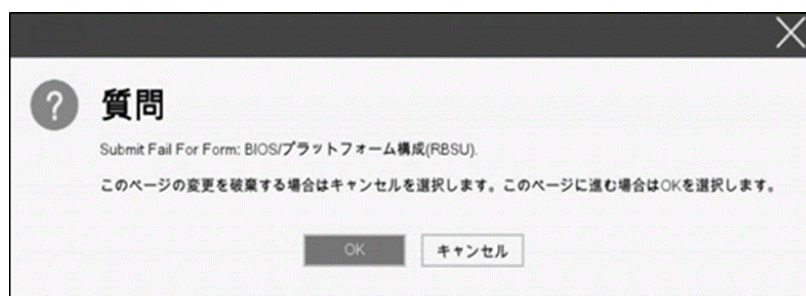 質問
Submit Fail For Form: BIOS/プラットフォーム構成(RBSU).
このページの変更を破棄する場合はキャンセルを選択します。このページに進む場合はOKを選択します。
OK
キャンセル